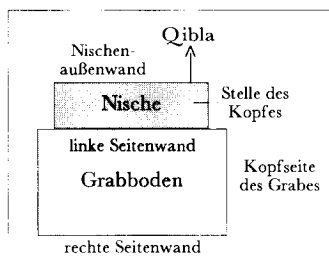 Qibla
Nischen-
außenwand
Nische
Stelle des
Kopfes
linke Seitenwand
Grabboden
Kopfseite
des Grabes
rechte Seitenwand